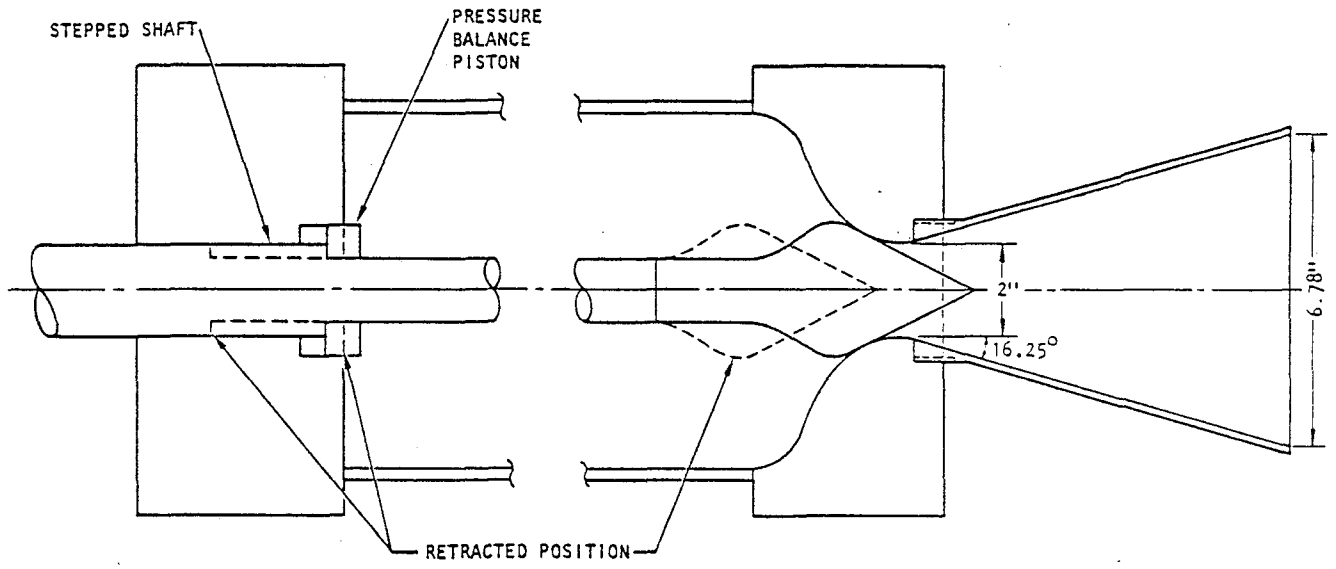 STEPPED SHAFT
PRESSURE
BALANCE
PISTON
2"
16.25°
6.78"
RETRACTED POSITION